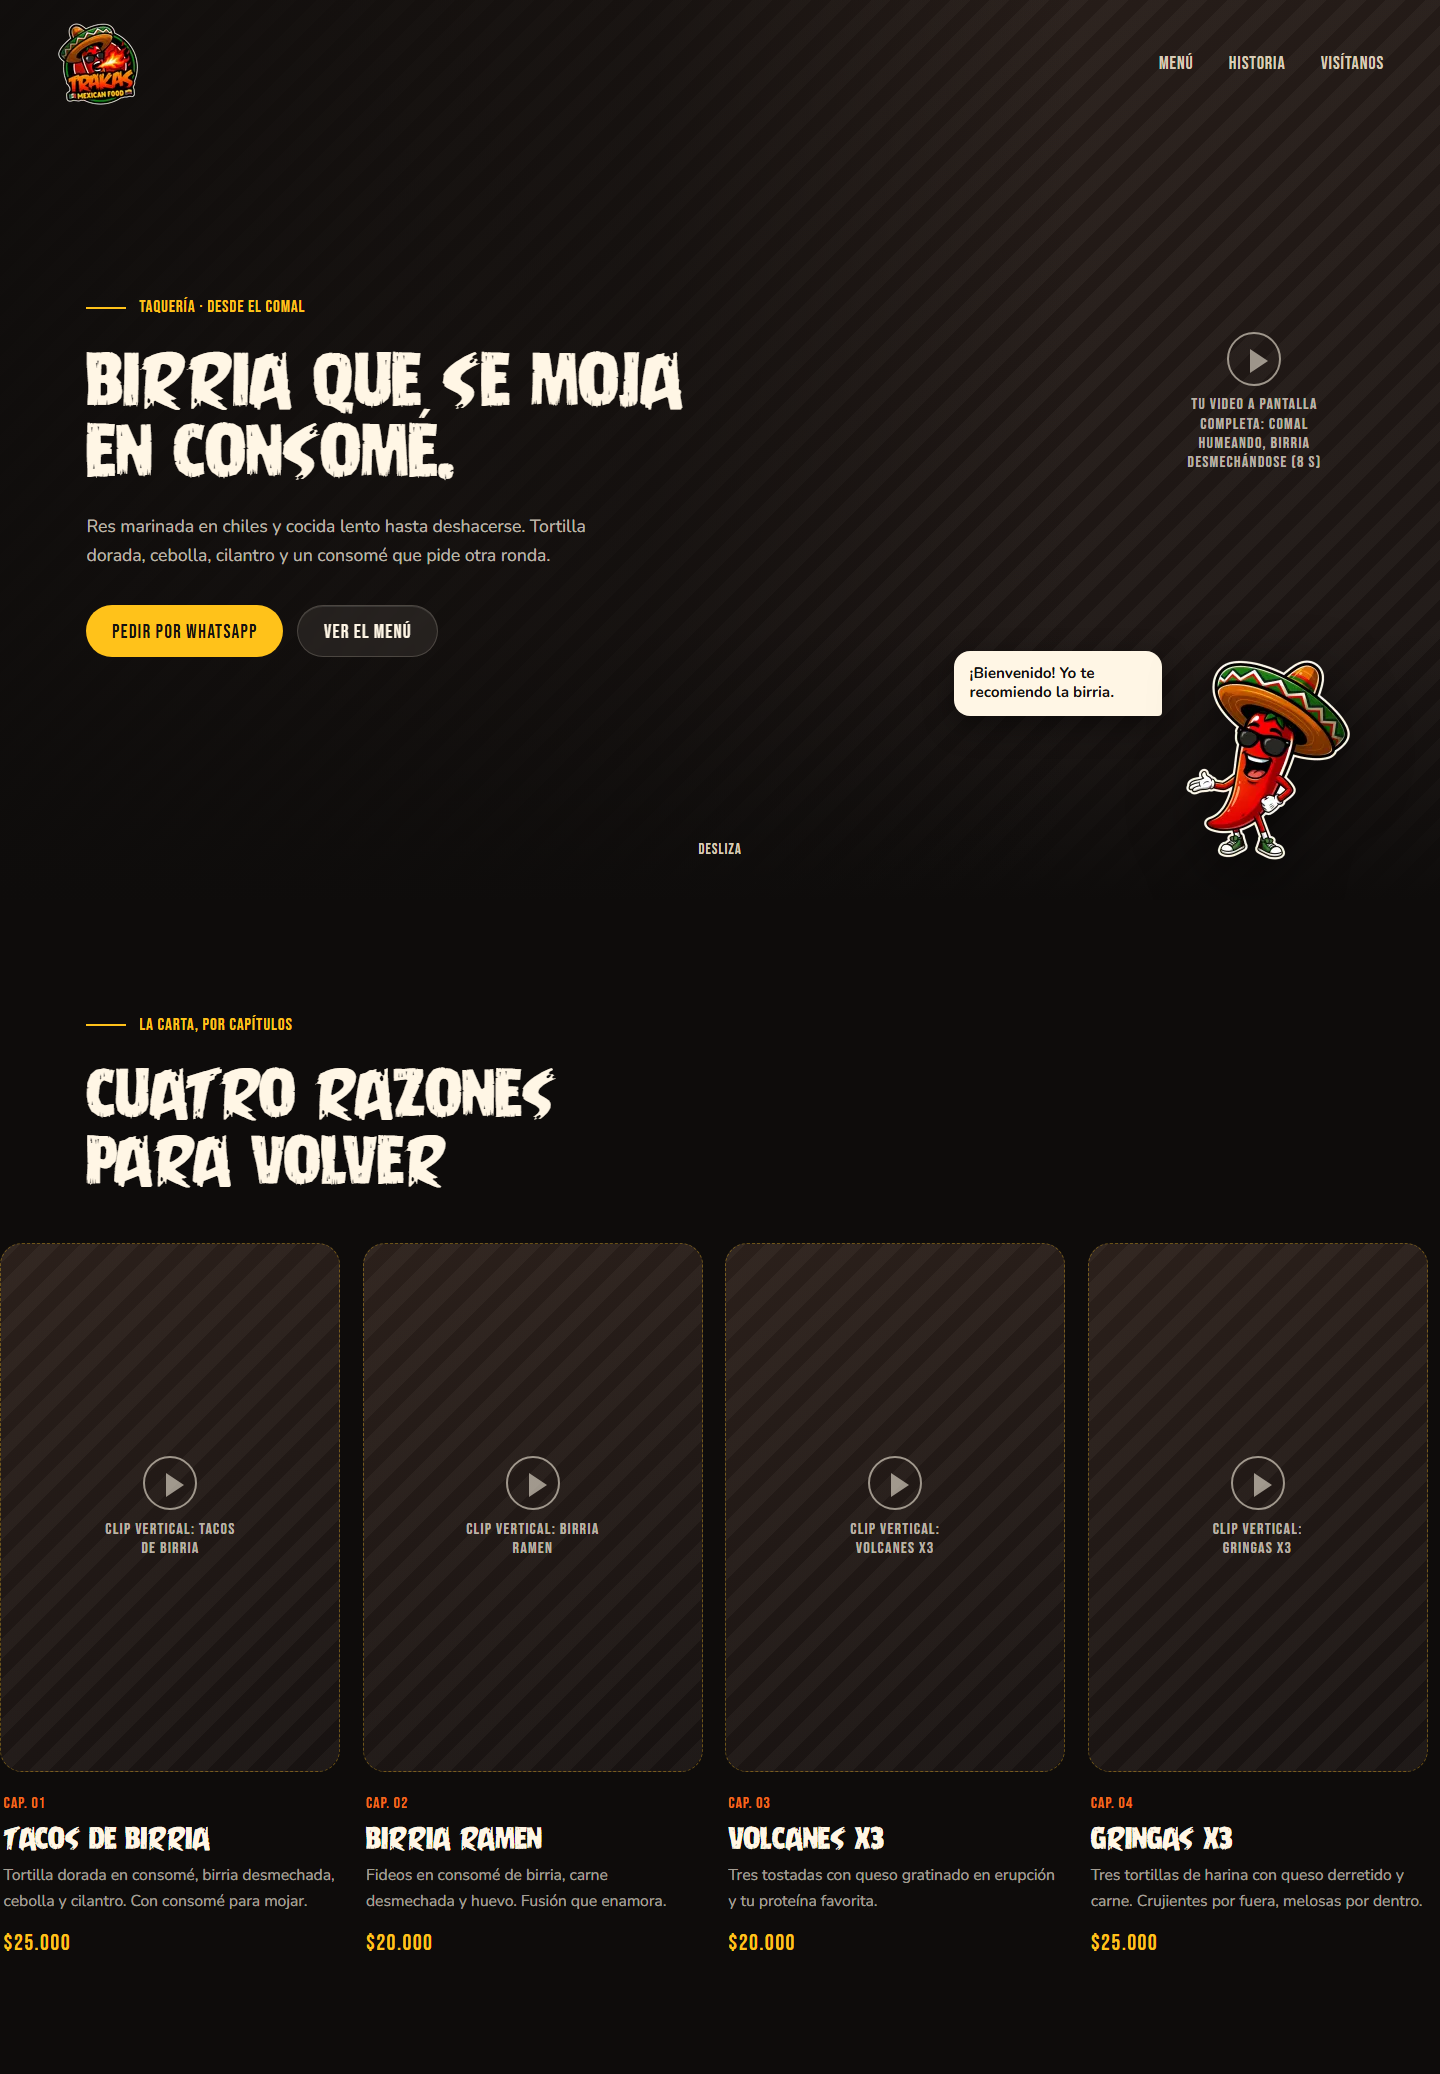 TRAKAS
MEXICAN FOOD
MENÚ
HISTORIA
VISÍTANOS
TAQUERÍA · DESDE EL COMAL
BIRRIA QUE SE MOJA
EN CONSOMÉ.
Res marinada en chiles y cocida lento hasta deshacerse. Tortilla
dorada, cebolla, cilantro y un consomé que pide otra ronda.
PEDIR POR WHATSAPP
VER EL MENÚ
TU VIDEO A PANTALLA
COMPLETA: COMAL
HUMEANDO, BIRRIA
DESMECHÁNDOSE (8 S)
¡Bienvenido! Yo te
recomiendo la birria.
DESLIZA
LA CARTA, POR CAPÍTULOS
CUATRO RAZONES
PARA VOLVER
CLIP VERTICAL: TACOS
DE BIRRIA
CAP. 01
TACOS DE BIRRIA
Tortilla dorada en consomé, birria desmechada,
cebolla y cilantro. Con consomé para mojar.
$25.000
CLIP VERTICAL: BIRRIA
RAMEN
CAP. 02
BIRRIA RAMEN
Fideos en consomé de birria, carne
desmechada y huevo. Fusión que enamora.
$20.000
CLIP VERTICAL:
VOLCANES X3
CAP. 03
VOLCANES X3
Tres tostadas con queso gratinado en erupción
y tu proteína favorita.
$20.000
CLIP VERTICAL:
GRINGAS X3
CAP. 04
GRINGAS X3
Tres tortillas de harina con queso derretido y
carne. Crujientes por fuera, melosas por dentro.
$25.000